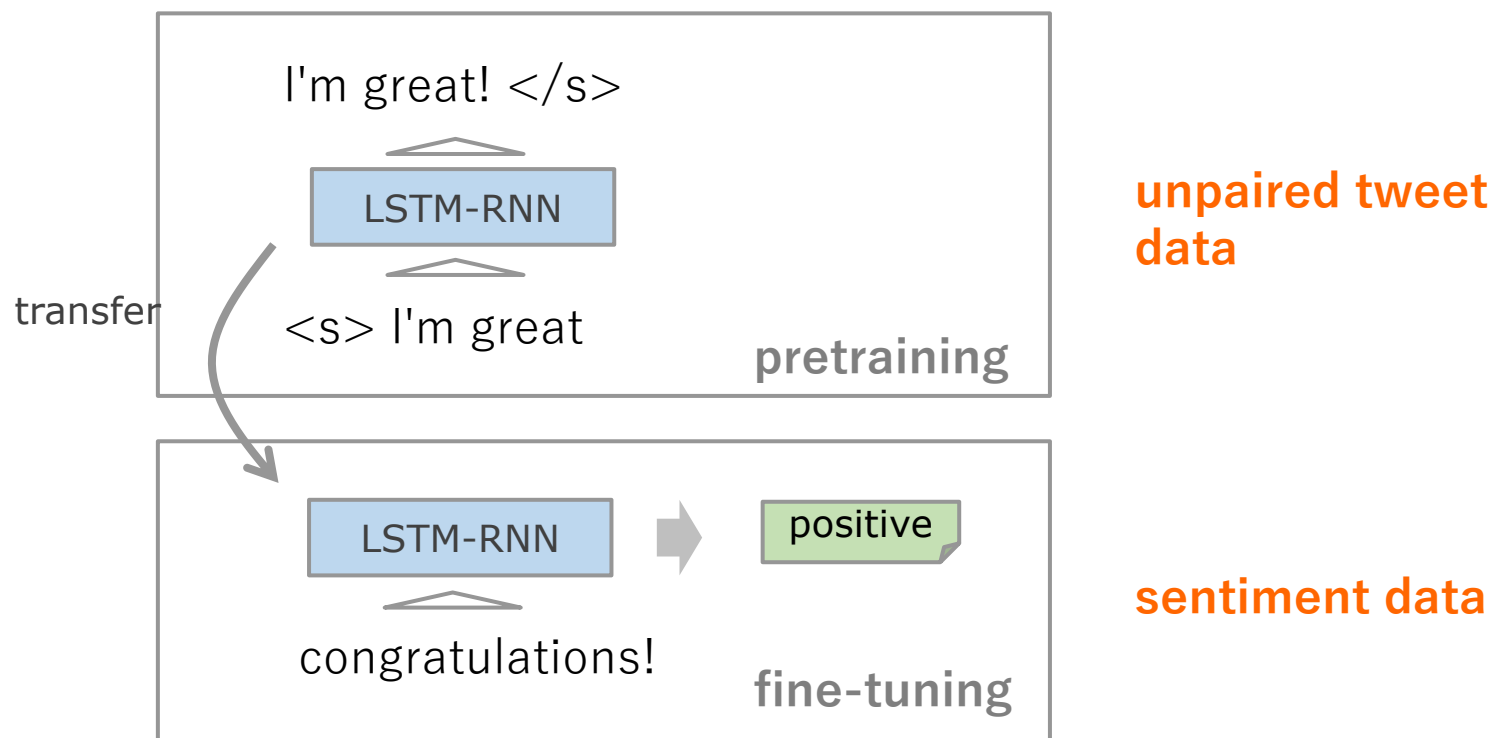 I'm great! </s>
LSTM-RNN
<s> I'm great
pretraining
transfer
unpaired tweet
data
LSTM-RNN
positive
congratulations!
fine-tuning
sentiment data